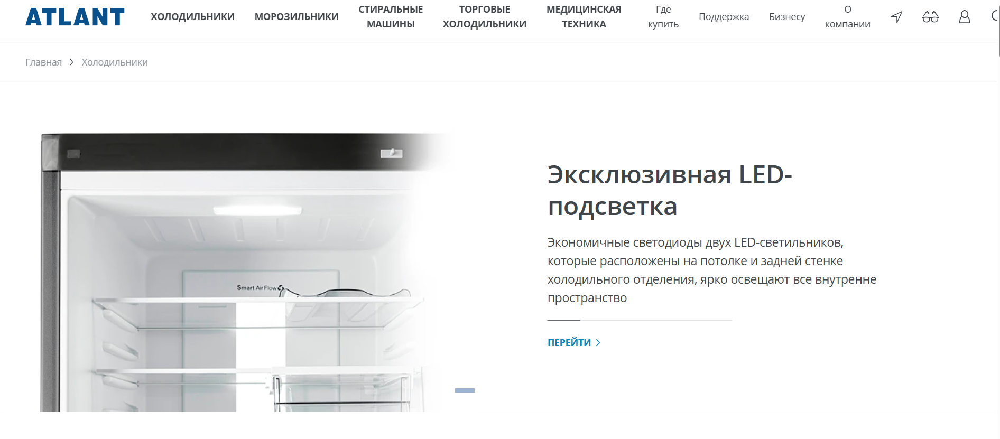 ATLANT
ХОЛОДИЛЬНИКИ
МОРОЗИЛЬНИКИ
СТИРАЛЬНЫЕ
МАШИНЫ
ТОРГОВЫЕ
ХОЛОДИЛЬНИКИ
МЕДИЦИНСКАЯ
ТЕХНИКА
Где
купить
Поддержка
Бизнесу
О
компании
Главная
Холодильники
Эксклюзивная LED-
подсветка
Экономичные светодиоды двух LED-светильников,
которые расположены на потолке и задней стенке
холодильного отделения, ярко освещают все внутренне
пространство
ПЕРЕЙТИ
Smart AirFlow